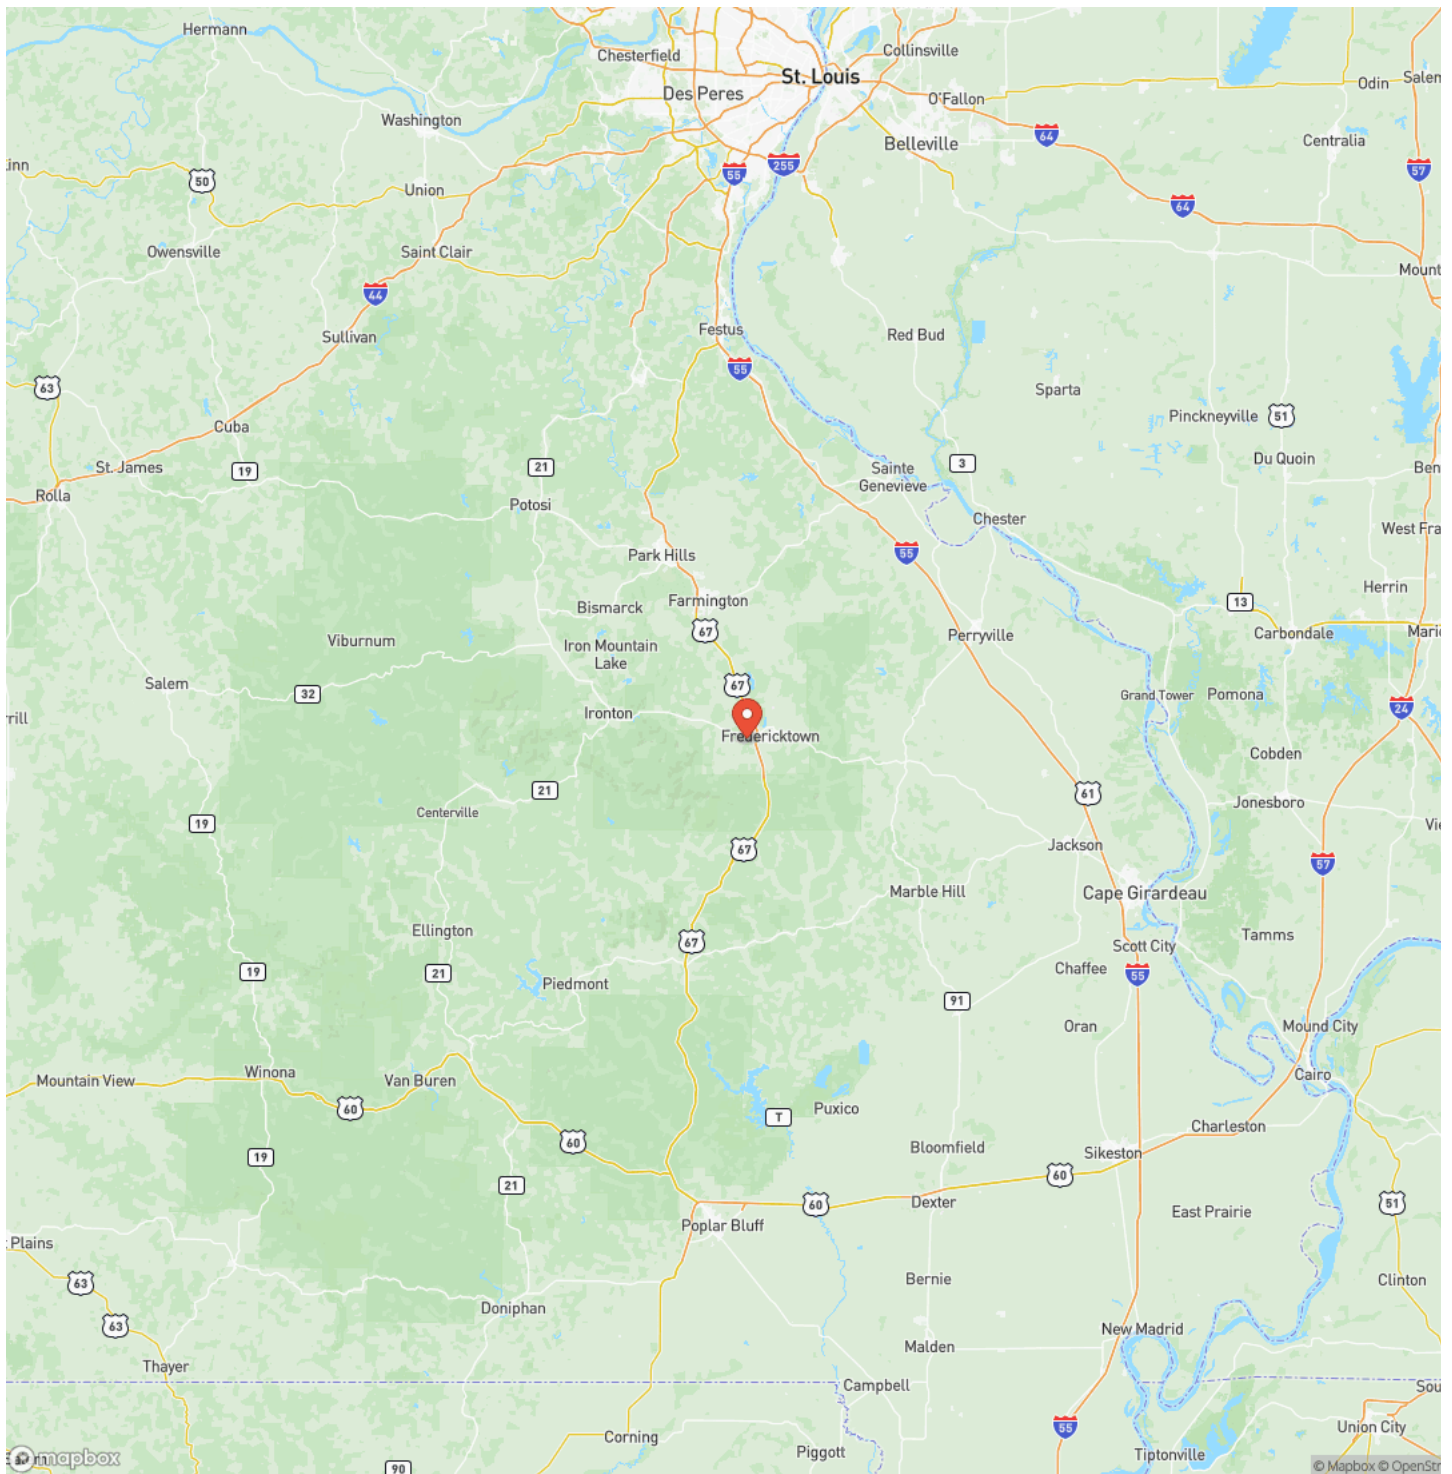 Hermann
Chesterfield
Collinsville
St. Louis
Des Peres
Odin
Salem
O'Fallon
Washington
64
Belleville
Centralia
inn
50
55
255
57
Union
64
Owensville
Saint Clair
Mount
44
Sullivan
Festus
Red Bud
55
63
Sparta
Pinckneyville
51
Cuba
St. James
19
21
Sainte
Genevieve
3
Du Quoin
Ben
Rolla
Potosi
Chester
West Fra
Park Hills
55
Herrin
Bismarck
Farmington
13
Viburnum
67
Perryville
Carbondale
Mario
Iron Mountain
Lake
Salem
32
67
Grand Tower
Pomona
24
rill
Ironton
Fredericktown
Cobden
21
61
Centerville
Jonesboro
19
Vie
67
Jackson
57
Marble Hill
Cape Girardeau
Ellington
67
Scott City
Tamms
19
21
Chaffee
55
Piedmont
91
Oran
Mound City
Winona
Van Buren
Cairo
Mountain View
60
Puxico
T
Charleston
60
Bloomfield
Sikeston
19
60
21
60
Dexter
51
Poplar Bluff
East Prairie
Plains
63
Bernie
Clinton
Doniphan
63
New Madrid
Thayer
Malden
Campbell
Sou
Corning
55
Union City
Piggott
Tiptonville
mapbox
90
© Mapbox © OpenStr